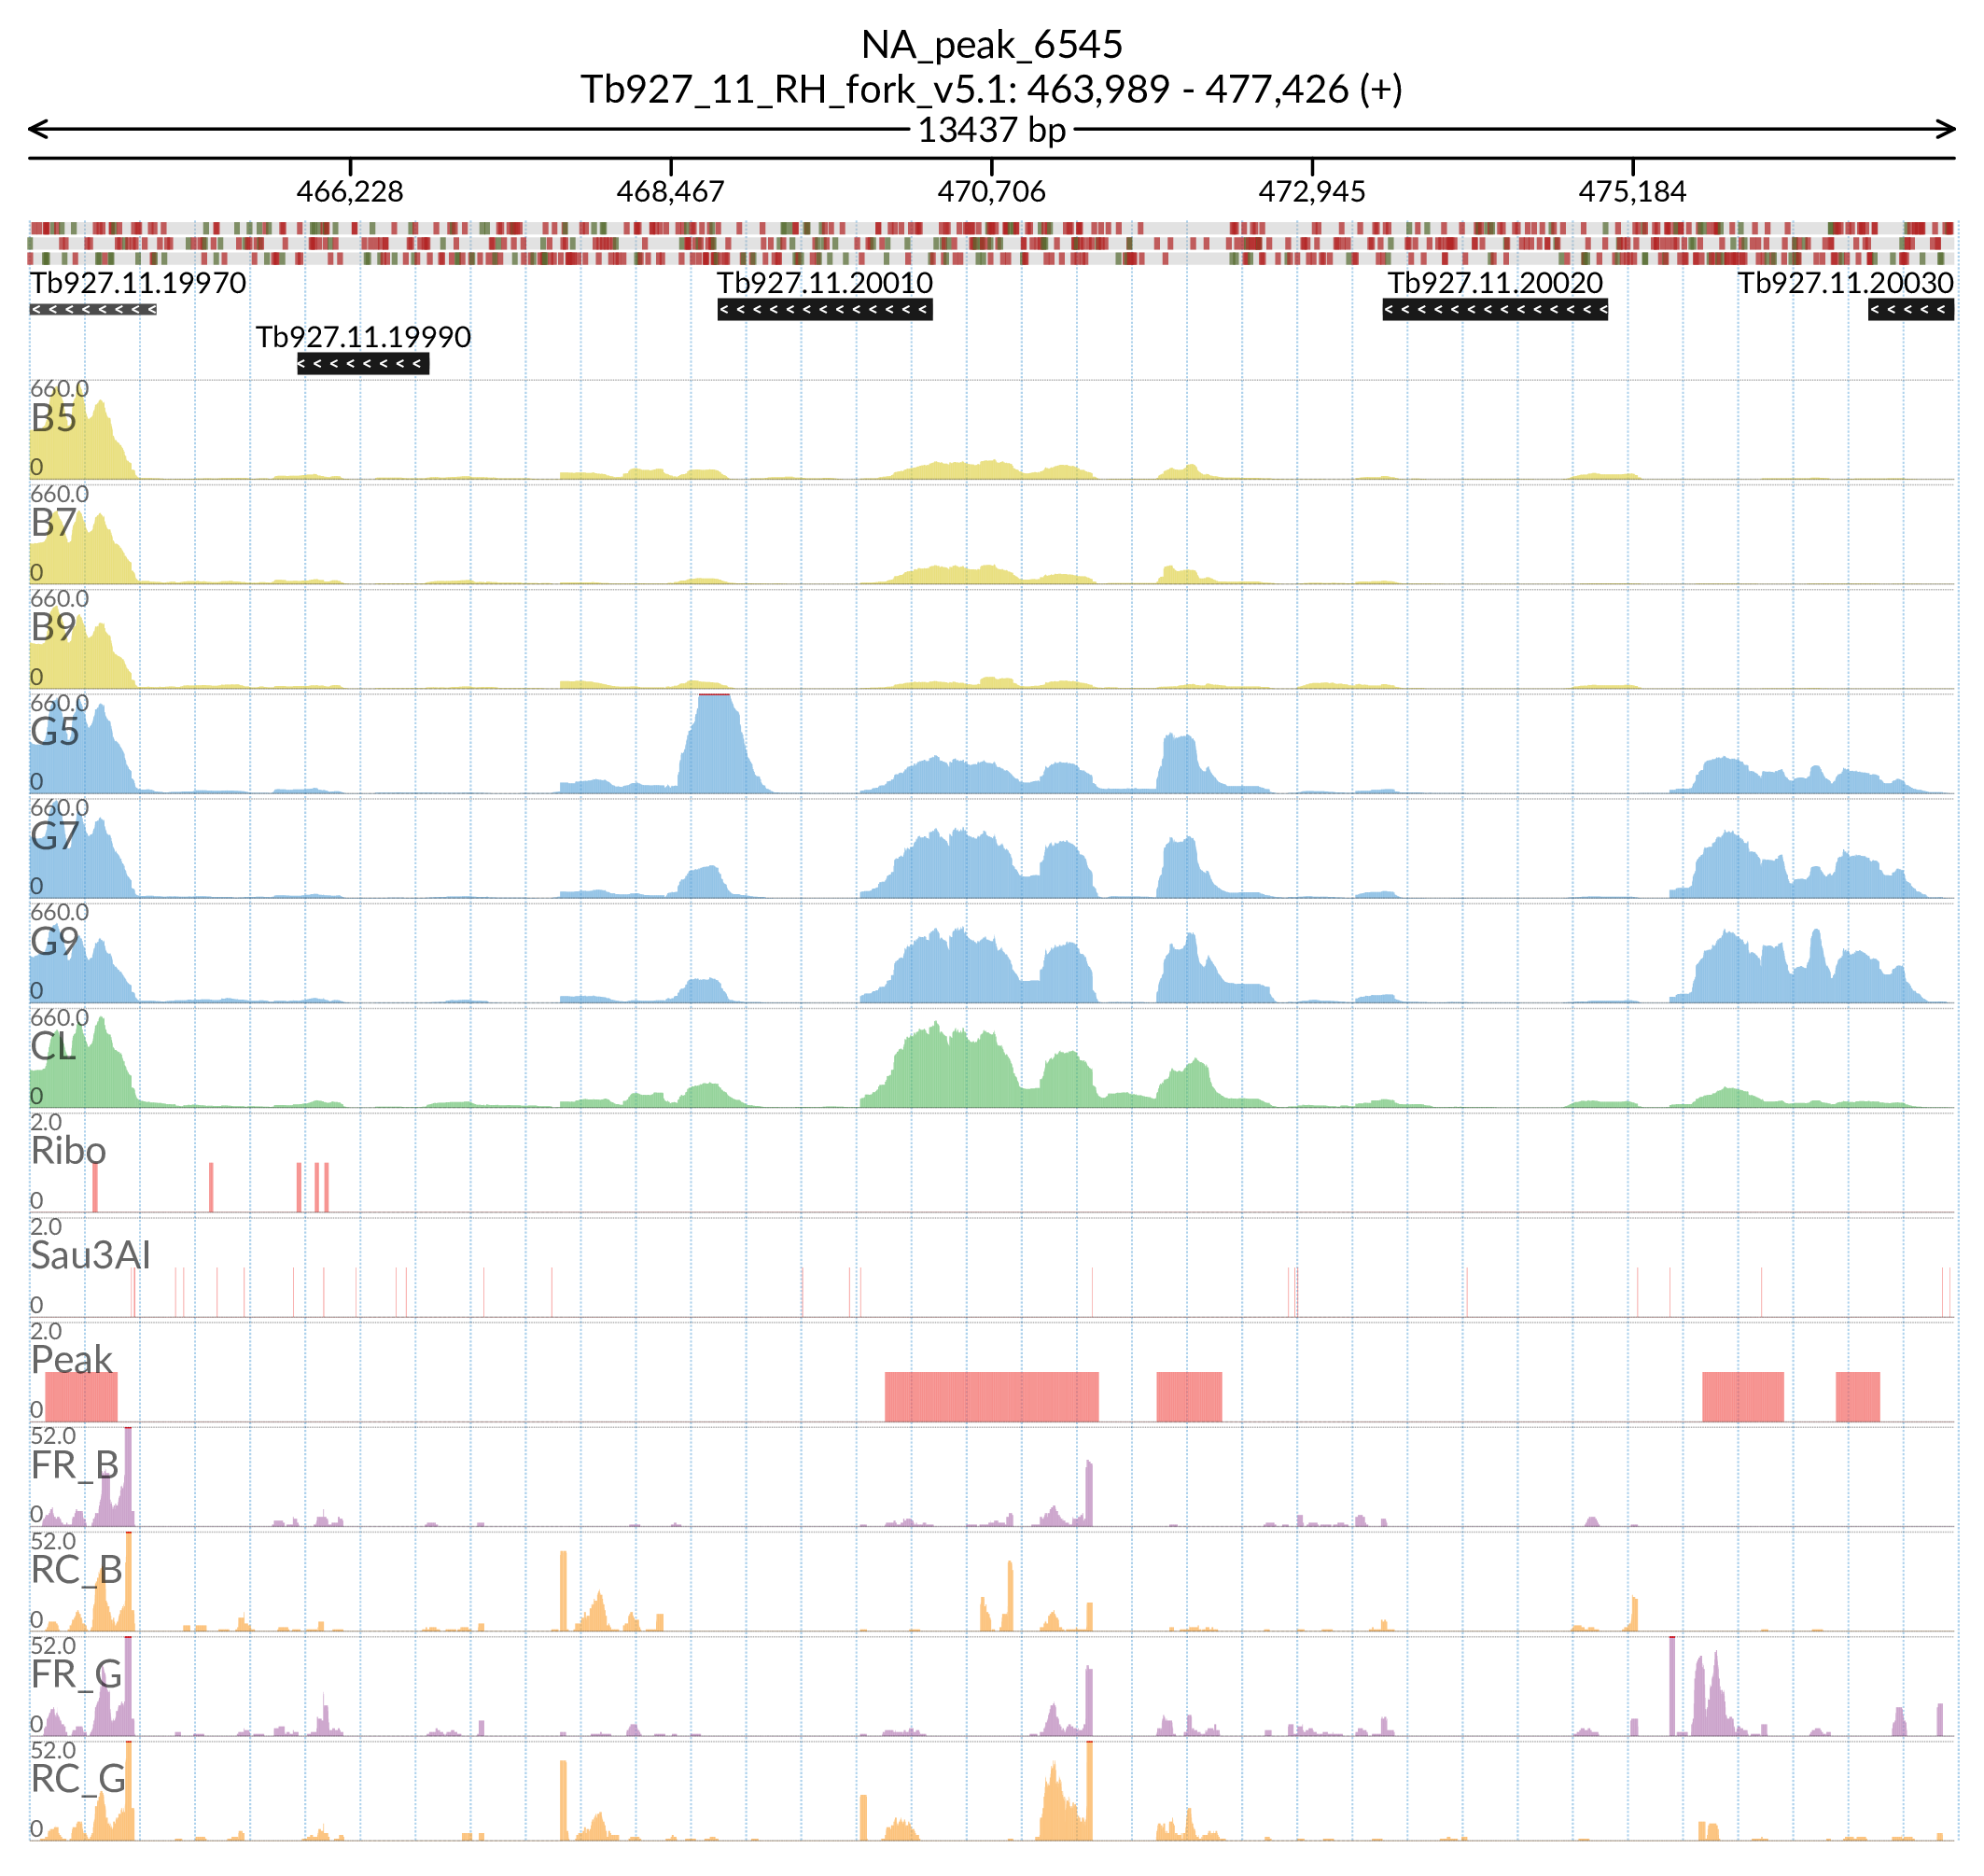 NA_peak_6545
Tb927_11_RH_fork_v5.1: 463,989 - 477,426 (+)
13437 bp
466,228 468,467 470,706 472,945 475,184
Tb927.11.19970 Tb927.11.20010 Tb927.11.20020 Tb927.11.20030
Tb927.11.19990
660.0
B5
0
660.0
B7
0
660.0
B9
0
660.0
G5
0
660.0
G7
0
660.0
G9
0
660.0
CL
0
2.0
Ribo
0
2.0
Sau3AI
0
2.0
Peak
0
52.0
FR_B
0
52.0
RC_B
0
52.0
FR_G
0
52.0
RC_G
0